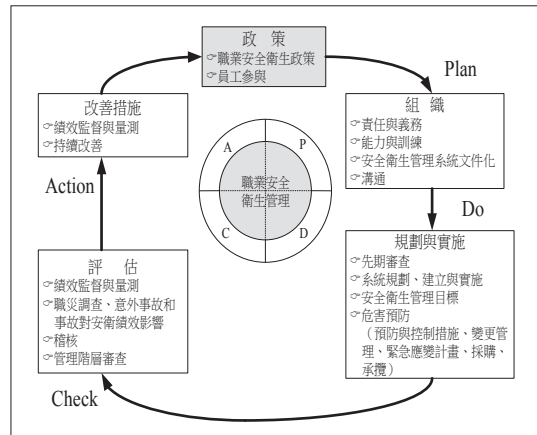 政 策
☞職業安全衛生政策
☞員工參與
Plan
組 織
☞責任與義務
☞能力與訓練
☞安全衛生管理系統文件化
☞溝通
Do
規劃與實施
☞先期審查
☞系統規劃、建立與實施
☞安全衛生管理目標
☞危害預防
（預防與控制措施、變更管
理、緊急應變計畫、採購、
承攬）
Check
評 估
☞績效監督與量測
☞職災調查、意外事故和
事故對安衛績效影響
☞稽核
☞管理階層審查
Action
改善措施
☞績效監督與量測
☞持續改善
A
P
職業安全
衛生管理
C
D